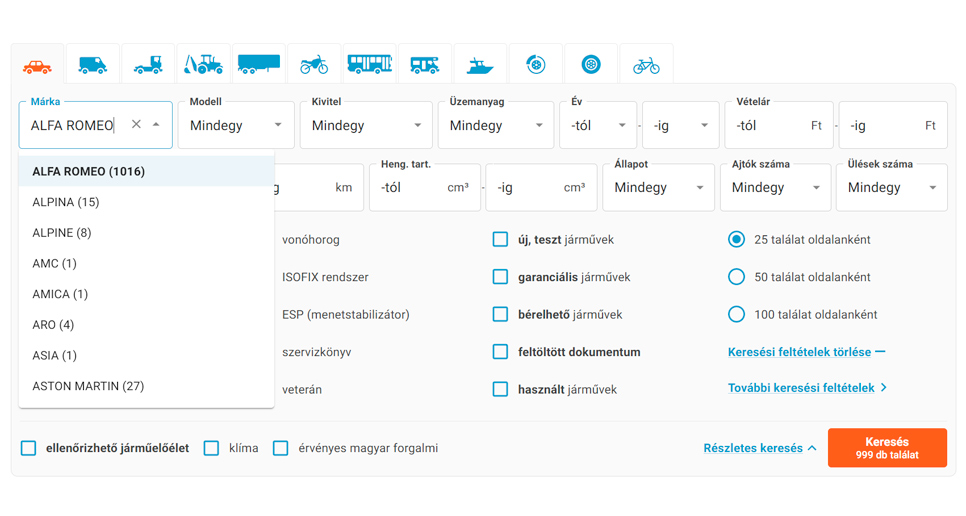 Márka
Modell
Kivitel
Üzemanyag
Év
Vételár
ALFA ROMEO
Mindegy
Mindegy
Mindegy
-tól
-
-ig
-tól
Ft
-
-ig
Ft
ALFA ROMEO (1016)
ALPINA (15)
ALPINE (8)
AMC (1)
AMICA (1)
ARO (4)
ASIA (1)
ASTON MARTIN (27)
km
Heng. tart.
-tól
cm³
-
-ig
cm³
Állapot
Mindegy
Ajtók száma
Mindegy
Ülések száma
Mindegy
vonóhorog
ISOFIX rendszer
ESP (menetstabilizátor)
szervizkönyv
veterán
új, teszt járművek
garanciális járművek
bérelhető járművek
feltöltött dokumentum
használt járművek
25 találat oldalanként
50 találat oldalanként
100 találat oldalanként
Keresési feltételek törlése
További keresési feltételek
ellenőrizhető járműelőélet
klíma
érvényes magyar forgalmi
Részletes keresés
Keresés
999 db találat